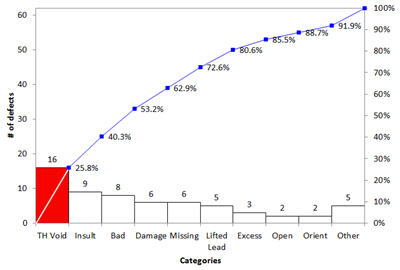 60
50
40
30
20
10
0
# of defects
100%
90%
80%
70%
60%
50%
40%
30%
20%
10%
0%
25.8%
40.3%
53.2%
62.9%
72.6%
80.6%
85.5%
88.7%
91.9%
16
9
8
6
6
5
3
2
2
5
TH Void
Insult
Bad
Damage
Missing
Lifted
Lead
Excess
Open
Orient
Other
Categories